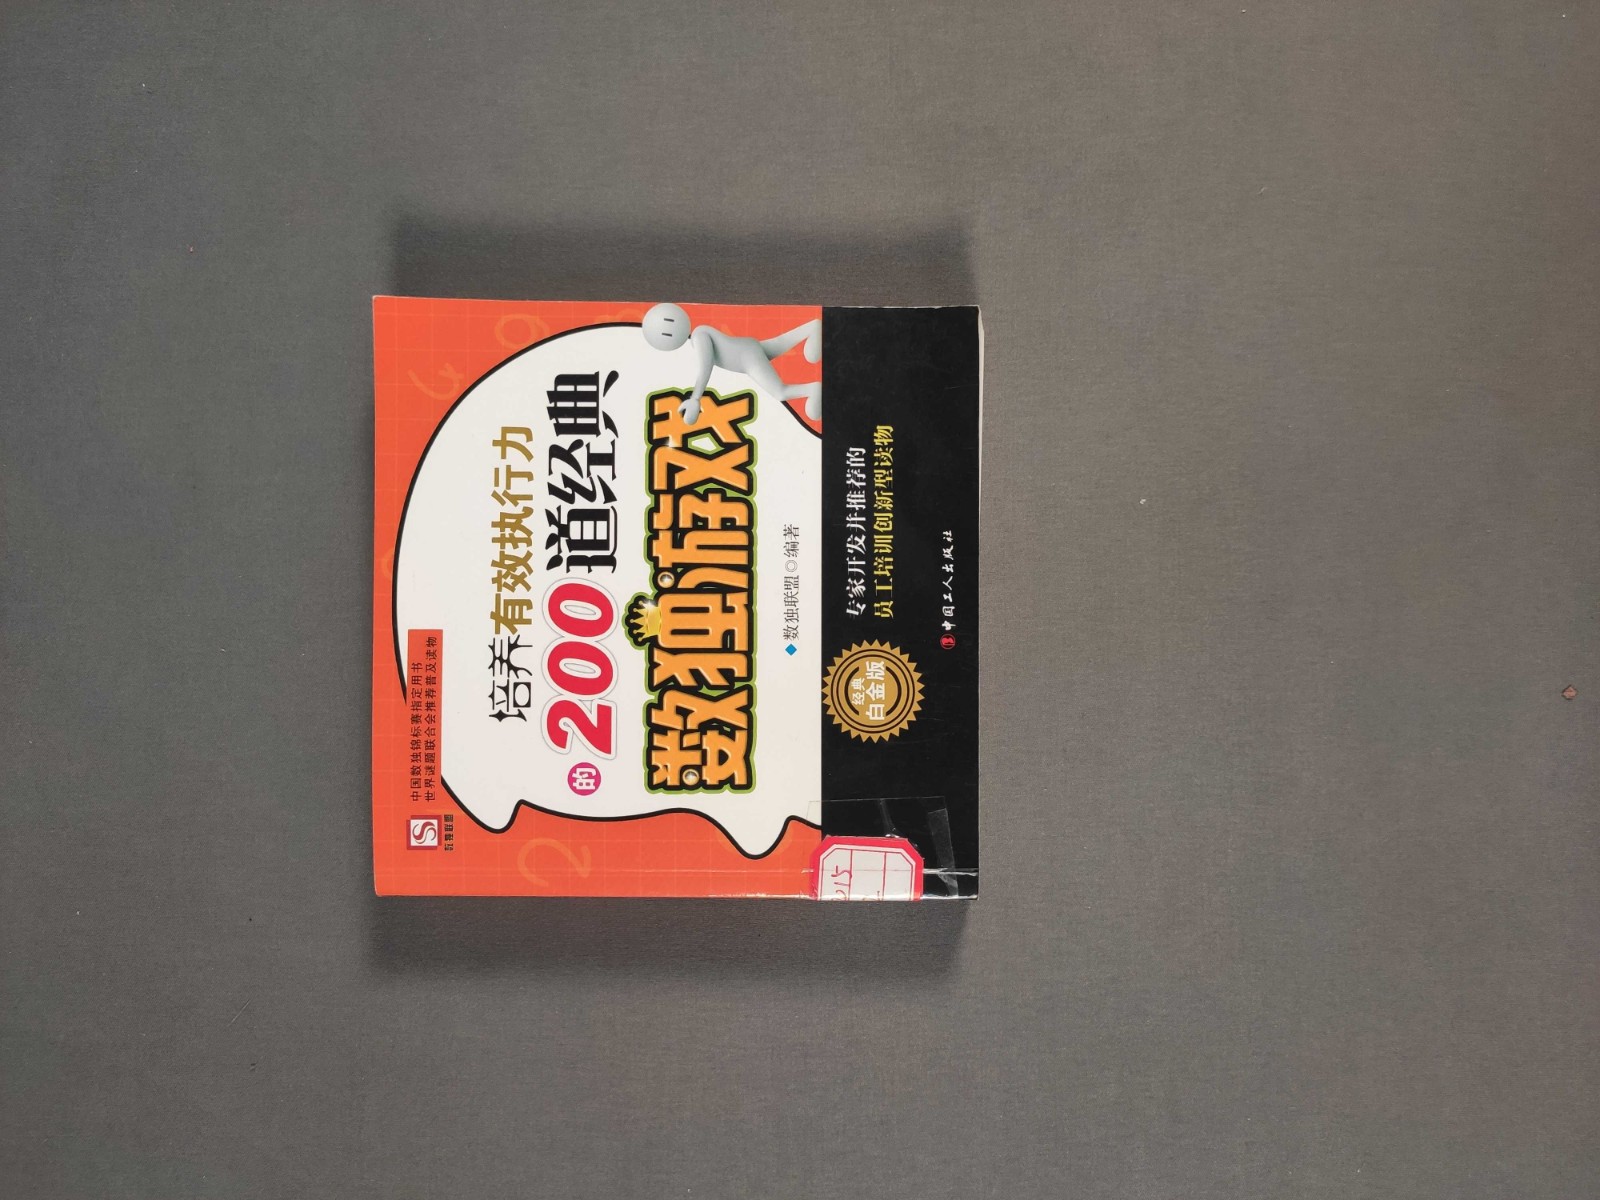 中国数独锦标赛指定用书
世界谜题联合会推荐普及读物
数独联盟
培养有效执行力
的200道经典
数独游戏
数独联盟◎编著
经典
白金版
专家开发并推荐的
员工培训创新型读物
中国工人出版社